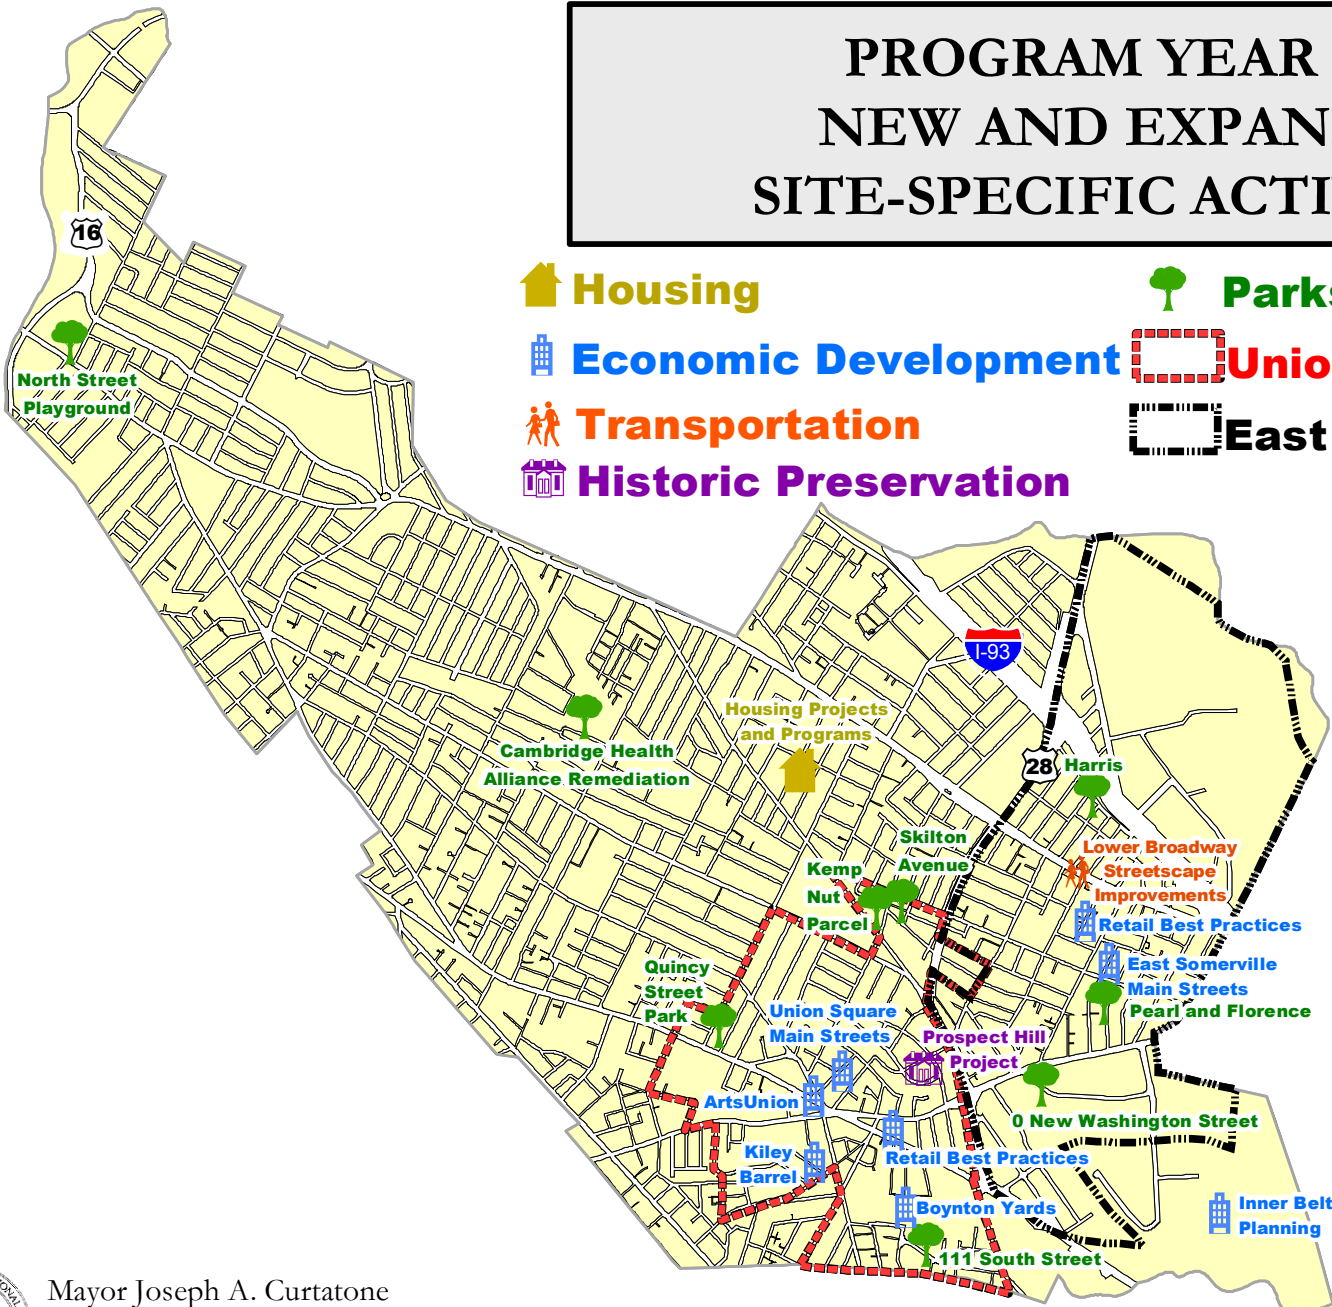 PROGRAM YEAR
NEW AND EXPAN
SITE-SPECIFIC ACTI
Housing
Parks
Economic Development
Unio
Transportation
East
Historic Preservation
16
North Street
Playground
I-93
Housing Projects
and Programs
Cambridge Health
Alliance Remediation
28
Harris
Skilton
Avenue
Kemp
Nut
Parcel
Lower Broadway
Streetscape
Improvements
Retail Best Practices
East Somerville
Main Streets
Pearl and Florence
Quincy
Street
Park
Union Square
Main Streets
Prospect Hill
Project
ArtsUnion
0 New Washington Street
Kiley
Barrel
Retail Best Practices
Boynton Yards
Inner Belt
Planning
111 South Street
Mayor Joseph A. Curtatone